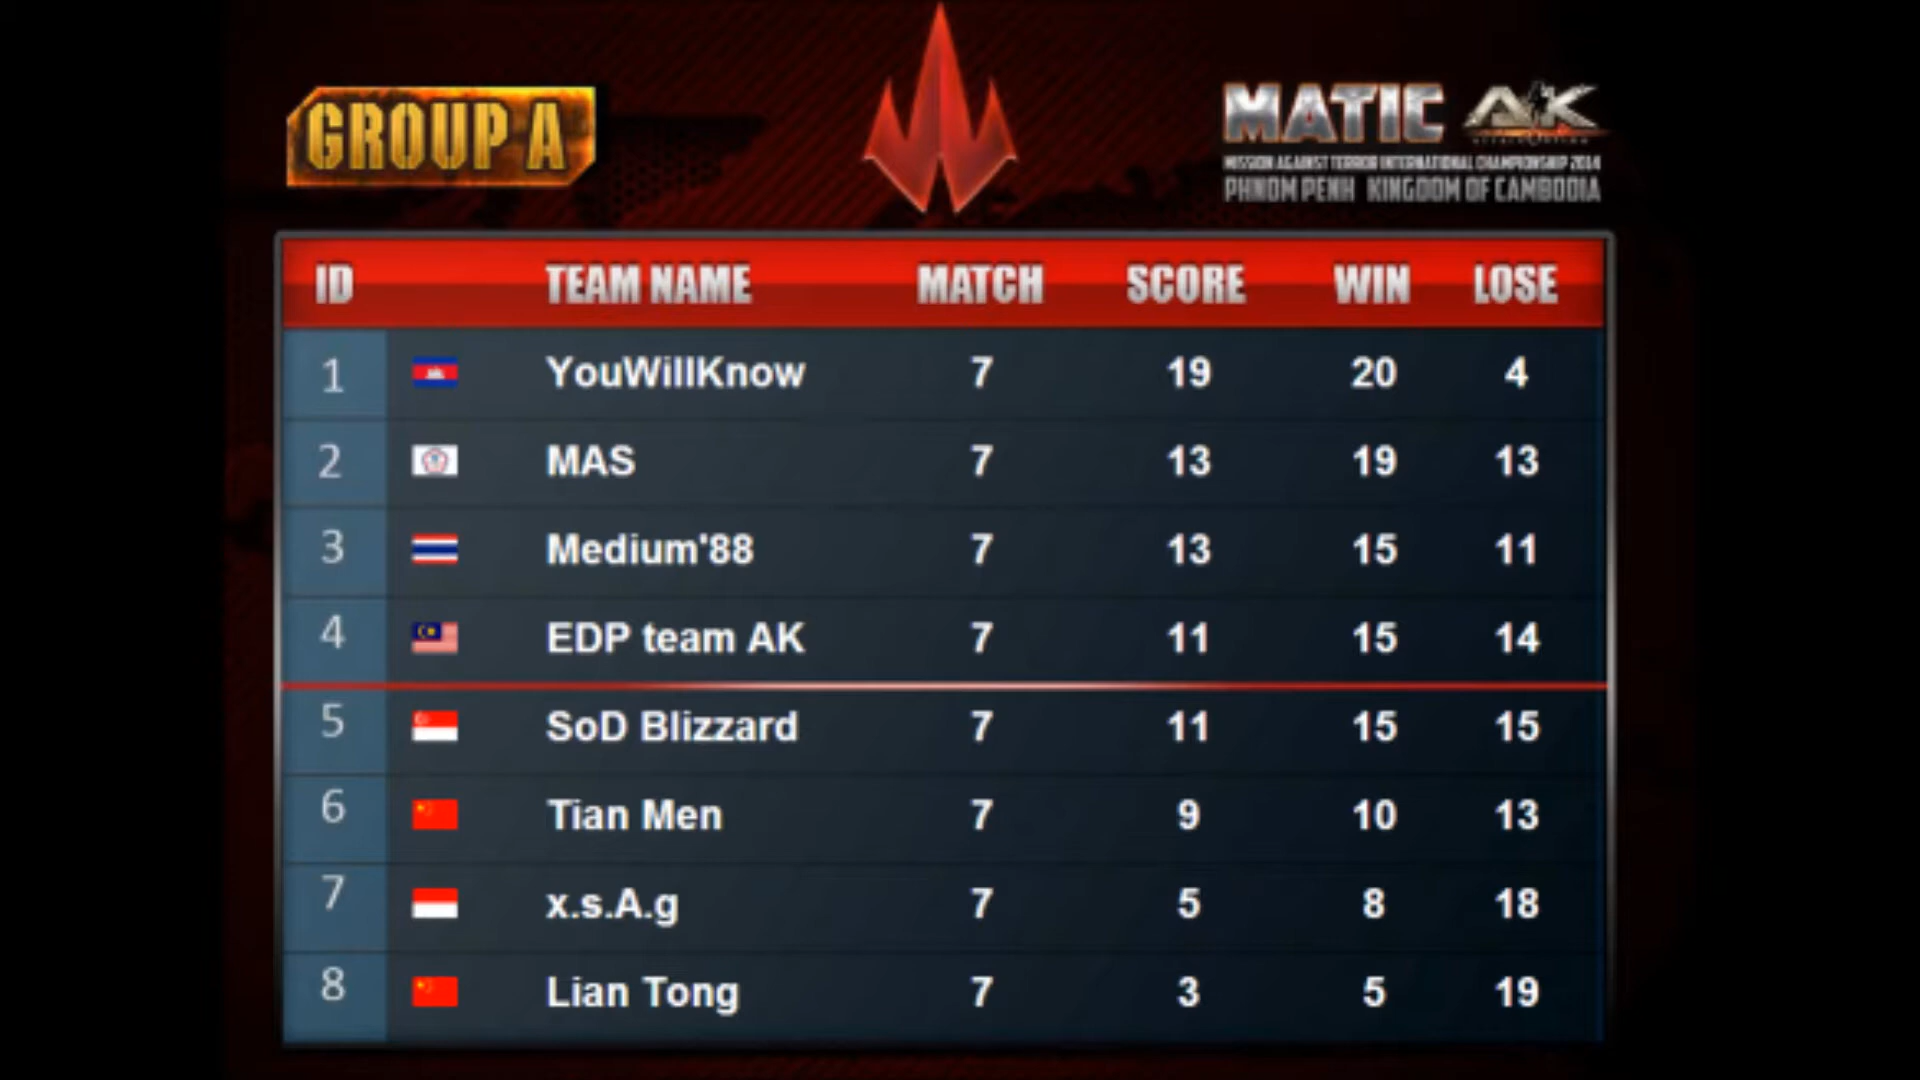 GROUP A
MATIC AK
MISSION AGAINST TERROR INTERNATIONAL CHAMPIONSHIP 2014
PHNOM PENH KINGDOM OF CAMBODIA
ID TEAM NAME MATCH SCORE WIN LOSE
1 YouWillKnow 7 19 20 4
2 MAS 7 13 19 13
3 Medium'88 7 13 15 11
4 EDP team AK 7 11 15 14
5 SoD Blizzard 7 11 15 15
6 Tian Men 7 9 10 13
7 x.s.A.g 7 5 8 18
8 Lian Tong 7 3 5 19